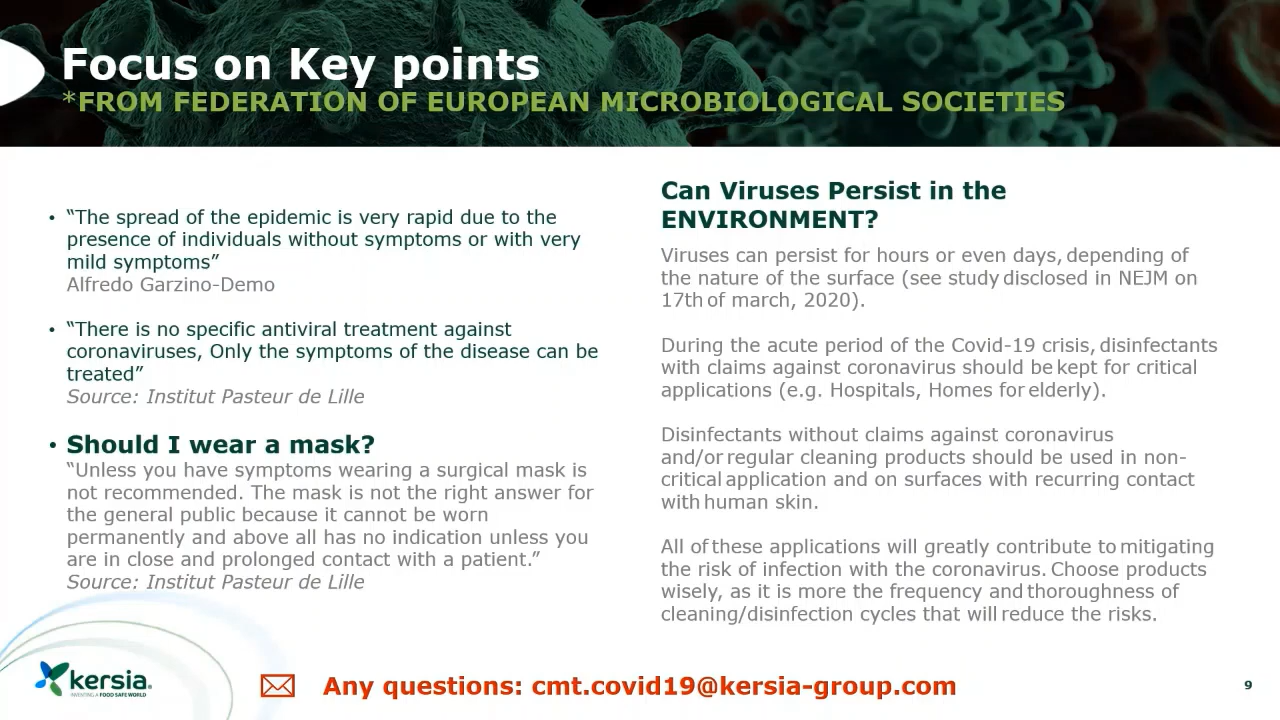 Focus on Key points
*FROM FEDERATION OF EUROPEAN MICROBIOLOGICAL SOCIETIES
• “The spread of the epidemic is very rapid due to the
presence of individuals without symptoms or with very
mild symptoms”
Alfredo Garzino-Demo
• “There is no specific antiviral treatment against
coronaviruses, Only the symptoms of the disease can be
treated”
Source: Institut Pasteur de Lille
• Should I wear a mask?
“Unless you have symptoms wearing a surgical mask is
not recommended. The mask is not the right answer for
the general public because it cannot be worn
permanently and above all has no indication unless you
are in close and prolonged contact with a patient.”
Source: Institut Pasteur de Lille
Can Viruses Persist in the
ENVIRONMENT?
Viruses can persist for hours or even days, depending of
the nature of the surface (see study disclosed in NEJM on
17th of march, 2020).
During the acute period of the Covid-19 crisis, disinfectants
with claims against coronavirus should be kept for critical
applications (e.g. Hospitals, Homes for elderly).
Disinfectants without claims against coronavirus
and/or regular cleaning products should be used in non-
critical application and on surfaces with recurring contact
with human skin.
All of these applications will greatly contribute to mitigating
the risk of infection with the coronavirus. Choose products
wisely, as it is more the frequency and thoroughness of
cleaning/disinfection cycles that will reduce the risks.
kersia
INVENTING A FOOD SAFE WORLD
Any questions: cmt.covid19@kersia-group.com
9